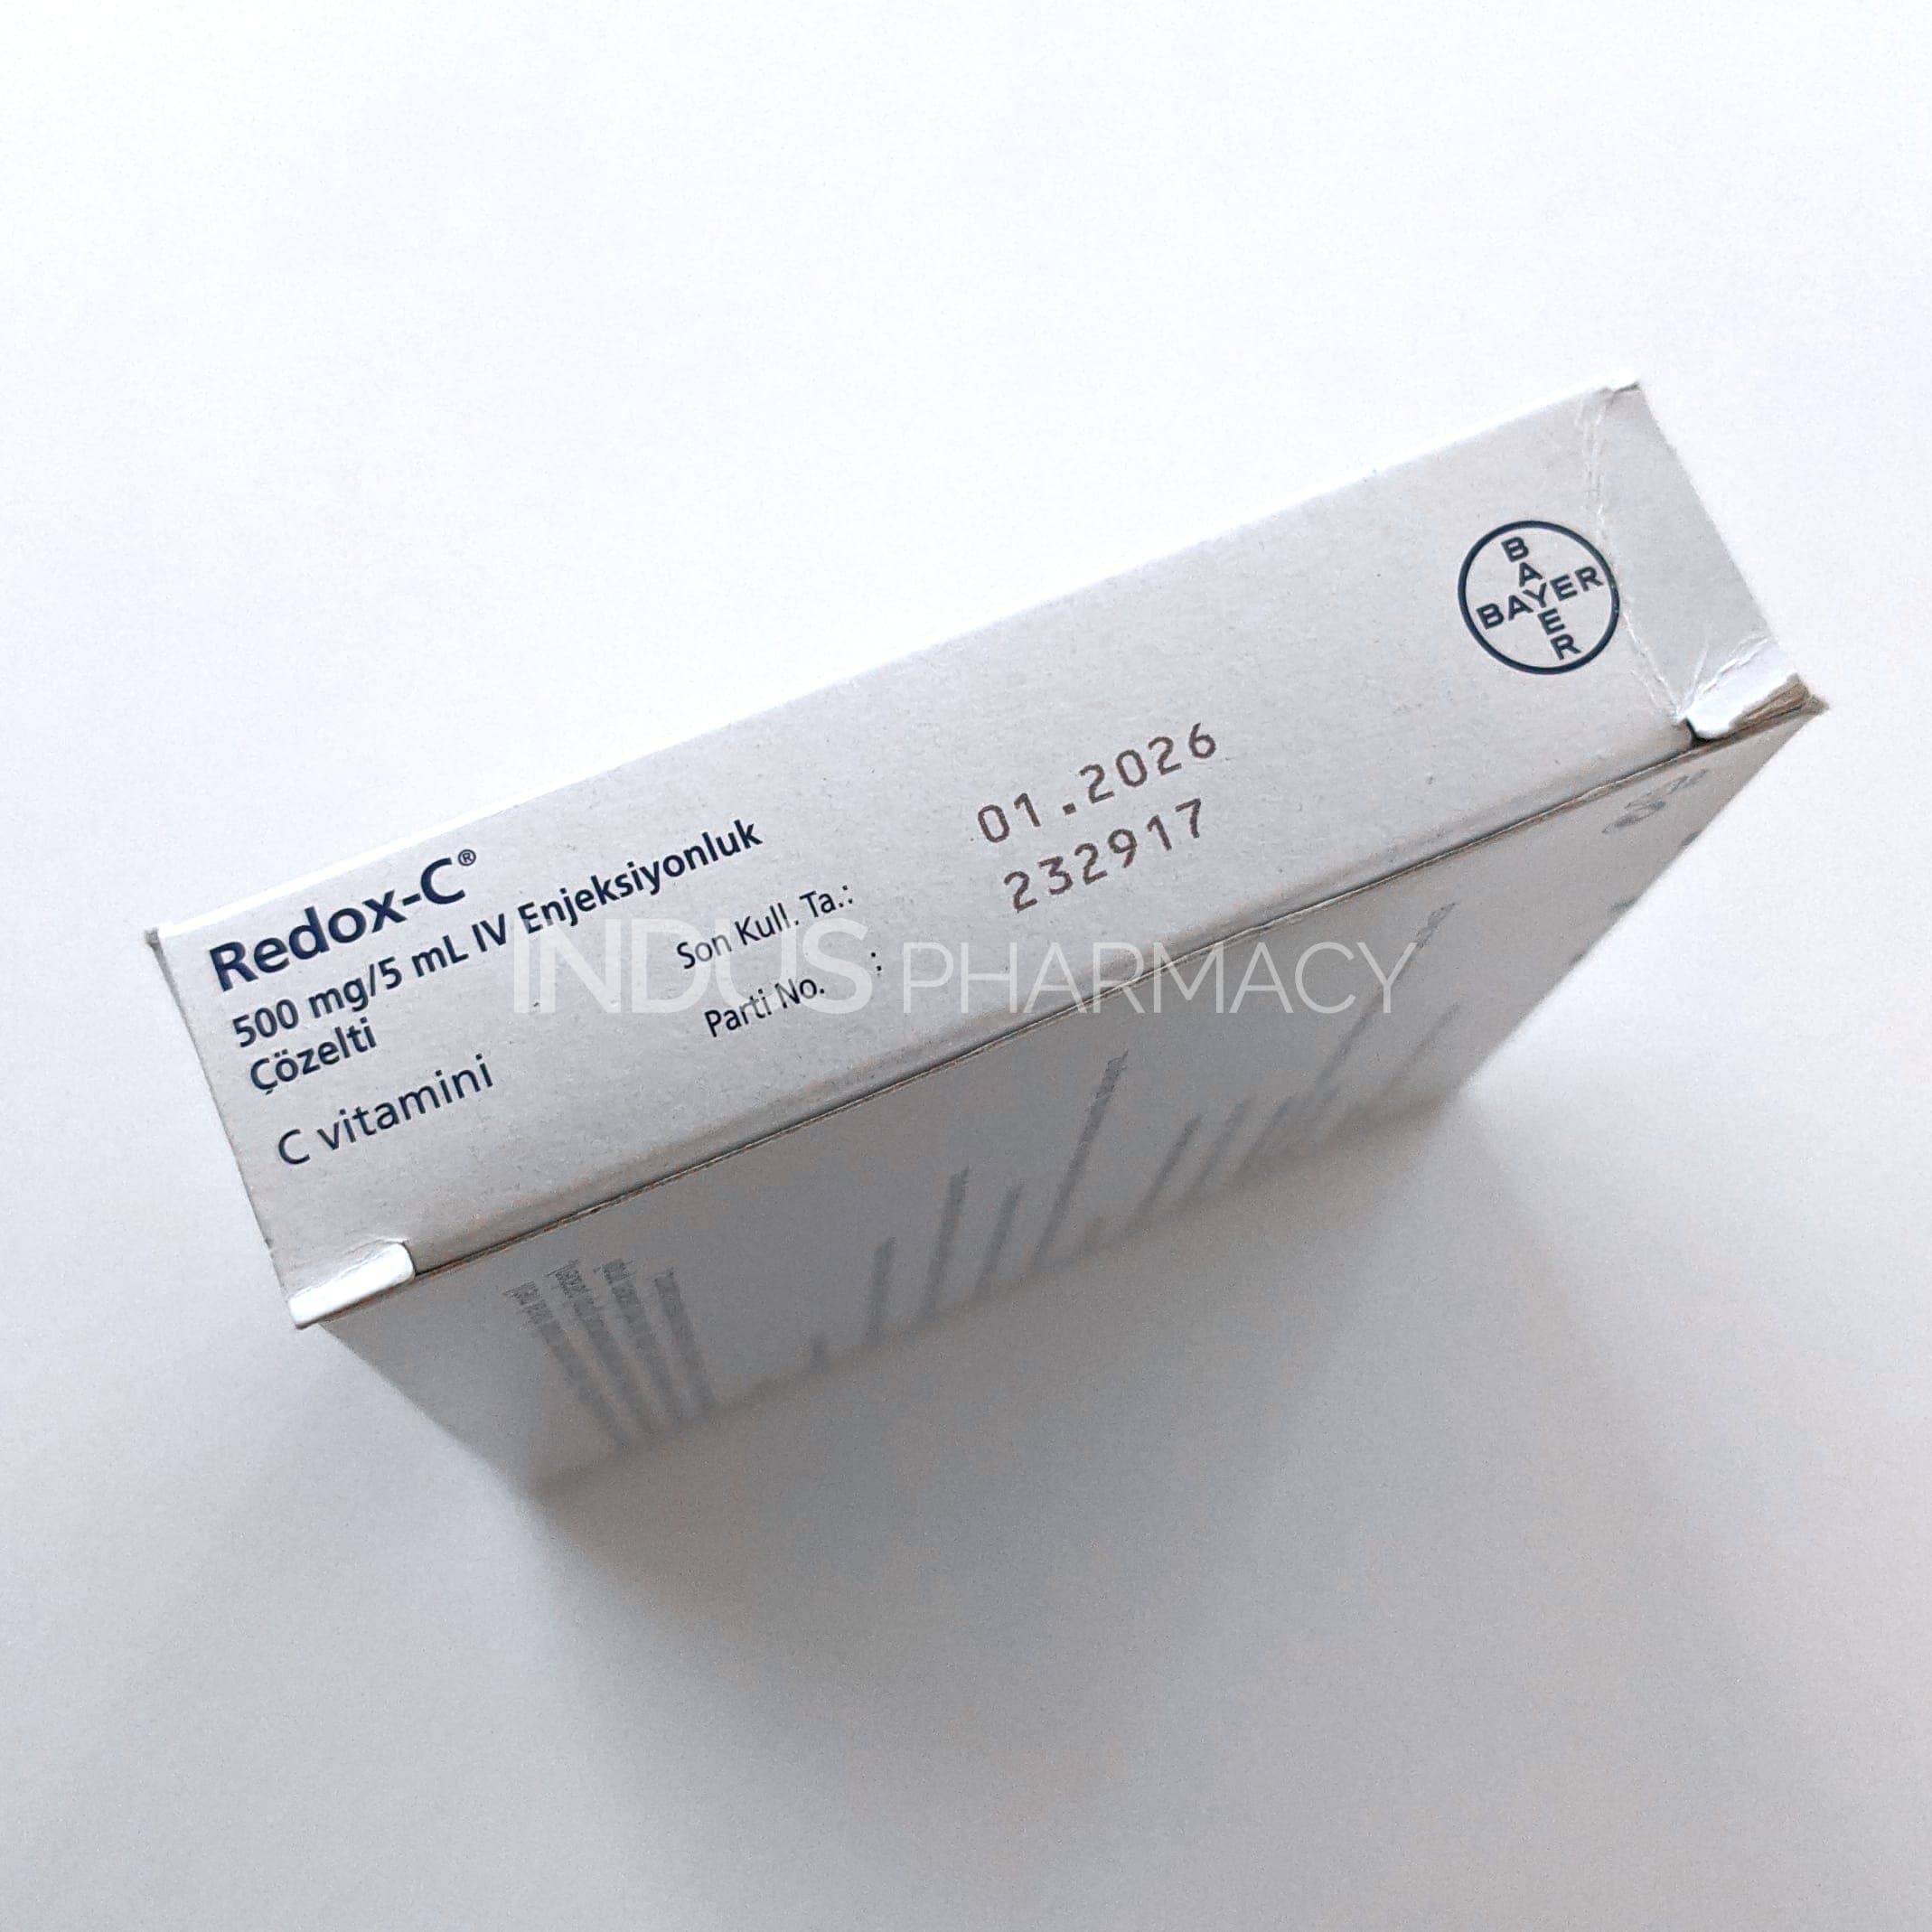 Redox-C®
500 mg/5 mL IV Enjeksiyonluk
Çözelti
C vitamini
Son Kull. Ta.: 01.2026
Parti No. : 232917
BAYER
BAYER
INDUS PHARMACY